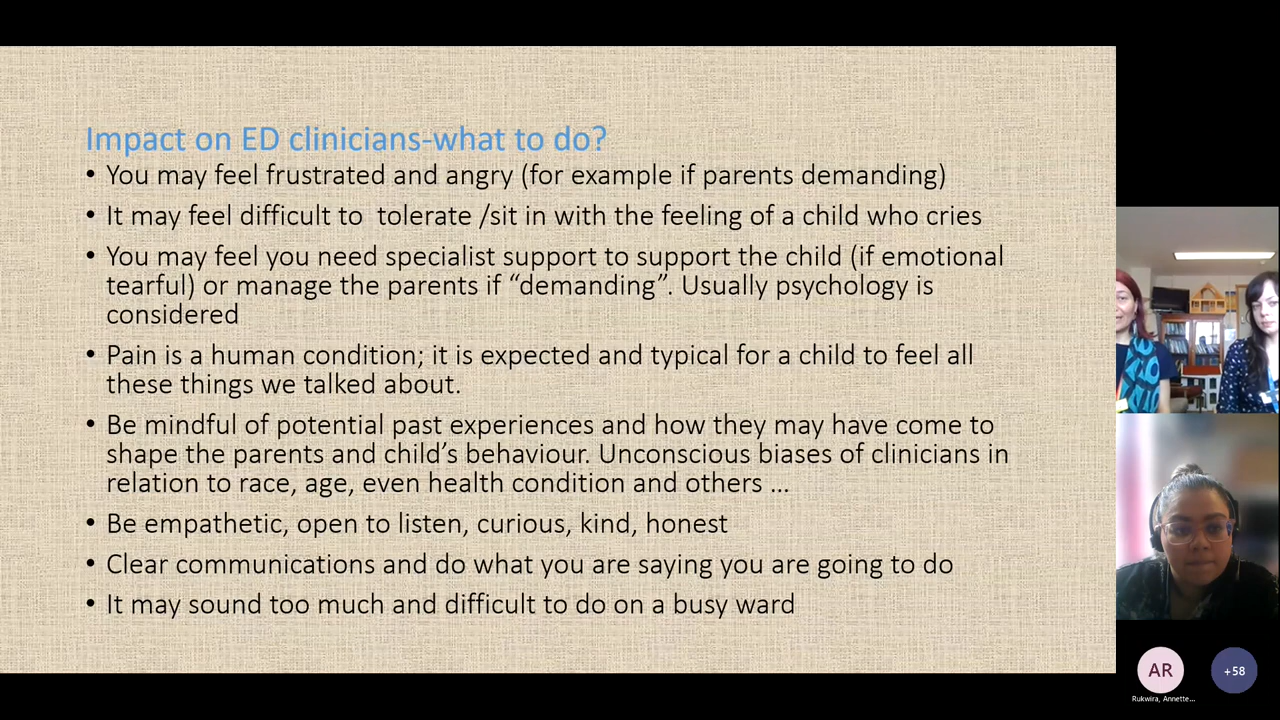 Impact on ED clinicians-what to do?
• You may feel frustrated and angry (for example if parents demanding)
• It may feel difficult to  tolerate /sit in with the feeling of a child who cries
• You may feel you need specialist support to support the child (if emotional
tearful) or manage the parents if “demanding”. Usually psychology is
considered
• Pain is a human condition; it is expected and typical for a child to feel all
these things we talked about.
• Be mindful of potential past experiences and how they may have come to
shape the parents and child’s behaviour. Unconscious biases of clinicians in
relation to race, age, even health condition and others ...
• Be empathetic, open to listen, curious, kind, honest
• Clear communications and do what you are saying you are going to do
• It may sound too much and difficult to do on a busy ward
AR
+58
Rukwira, Annette...